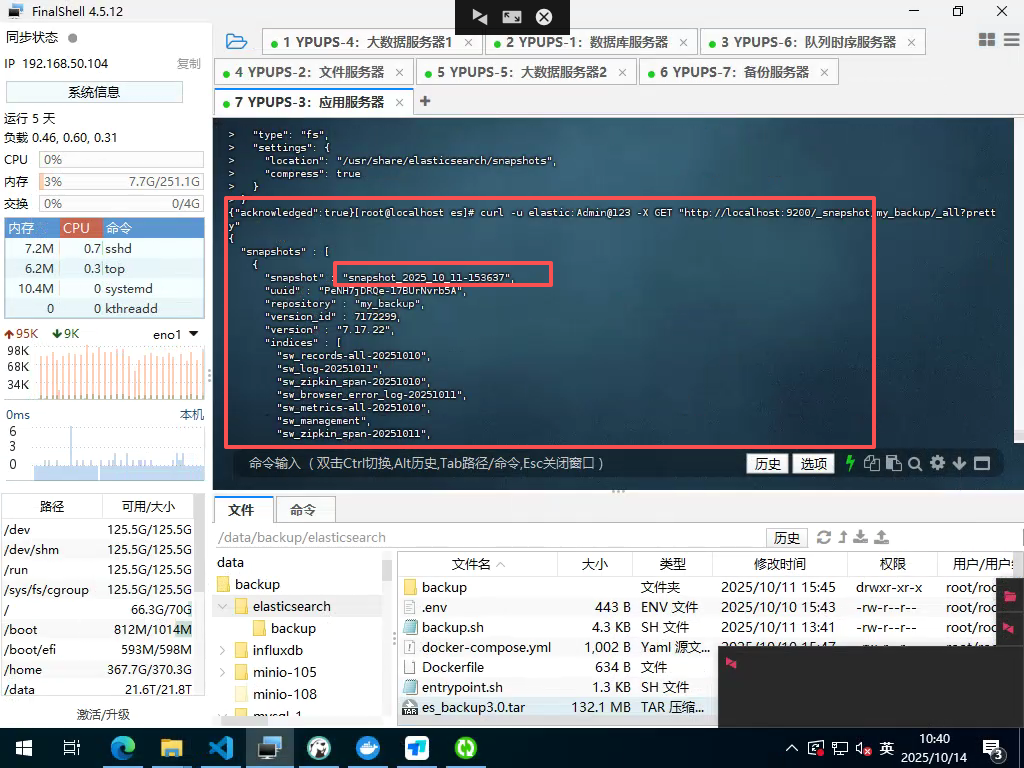 FinalShell 4.5.12
同步状态
IP 192.168.50.104
复制
系统信息
运行 5 天
负载 0.46, 0.60, 0.31
CPU 0%
内存 3% 7.7G/251.1G
交换 0% 0/4G
内存 CPU 命令
7.2M 0.7 sshd
6.2M 0.3 top
10.4M 0 systemd
0 0 kthreadd
95K 9K eno1
98K
68K
34K
0ms 本机
6
3
0
路径 可用/大小
/dev 125.5G/125.5G
/dev/shm 125.5G/125.5G
/run 125.5G/125.5G
/sys/fs/cgroup 125.5G/125.5G
/ 66.3G/70G
/boot 812M/1014M
/boot/efi 593M/598M
/home 367.7G/370.3G
/data 21.6T/21.8T
激活/升级
1 YPUPS-4：大数据服务器1
2 YPUPS-1：数据库服务器
3 YPUPS-6：队列时序服务器
4 YPUPS-2：文件服务器
5 YPUPS-5：大数据服务器2
6 YPUPS-7：备份服务器
7 YPUPS-3：应用服务器
> "type": "fs",
> "settings": {
> "location": "/usr/share/elasticsearch/snapshots",
> "compress": true
> }
{"acknowledged":true}[root@localhost es]# curl -u elastic:Admin@123 -X GET "http://localhost:9200/_snapshot/my_backup/_all?prett
y"
{
"snapshots" : [
{
"snapshot" : "snapshot_2025_10_11-153637",
"uuid" : "PeNH7jDRQe-17BUrNvrb5A",
"repository" : "my_backup",
"version_id" : 7172299,
"version" : "7.17.22",
"indices" : [
"sw_records-all-20251010",
"sw_log-20251011",
"sw_zipkin_span-20251010",
"sw_browser_error_log-20251011",
"sw_metrics-all-20251010",
"sw_management",
"sw_zipkin_span-20251011",
命令输入（双击Ctrl切换,Alt历史,Tab路径/命令,Esc关闭窗口）
历史
选项
文件
命令
/data/backup/elasticsearch
历史
data
backup
elasticsearch
backup
influxdb
minio-105
minio-108
mysql-1
文件名 大小 类型 修改时间 权限 用户/用户
backup 文件夹 2025/10/11 15:45 drwxr-xr-x root/roo
.env 443 B ENV 文件 2025/10/10 15:43 -rw-r--r-- root/roo
backup.sh 4.3 KB SH 文件 2025/10/11 13:41 -rw-r--r-- root/roo
docker-compose.yml 1,002 B Yaml 源文...
Dockerfile 634 B 文件
entrypoint.sh 1.3 KB SH 文件
es_backup3.0.tar 132.1 MB TAR 压缩...
英
10:40
2025/10/14
3